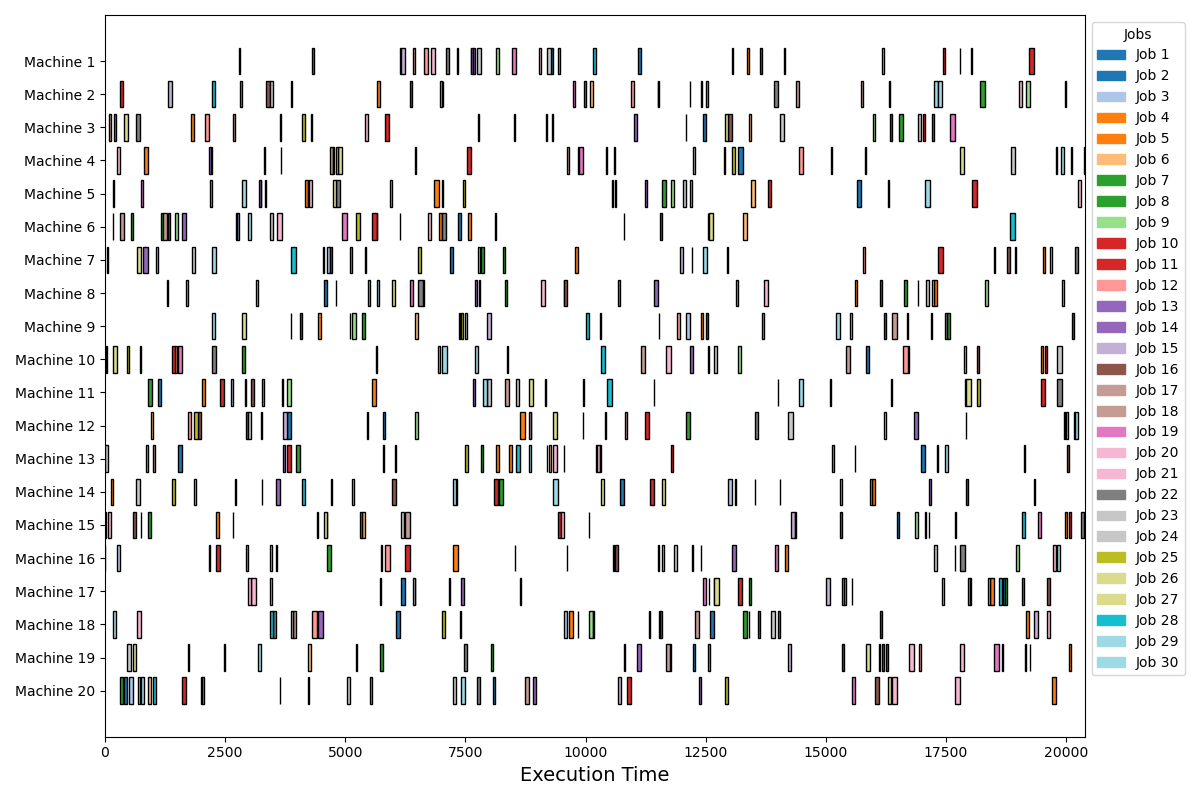 Machine 1
Machine 2
Machine 3
Machine 4
Machine 5
Machine 6
Machine 7
Machine 8
Machine 9
Machine 10
Machine 11
Machine 12
Machine 13
Machine 14
Machine 15
Machine 16
Machine 17
Machine 18
Machine 19
Machine 20
0 2500 5000 7500 10000 12500 15000 17500 20000
Execution Time
Jobs
Job 1
Job 2
Job 3
Job 4
Job 5
Job 6
Job 7
Job 8
Job 9
Job 10
Job 11
Job 12
Job 13
Job 14
Job 15
Job 16
Job 17
Job 18
Job 19
Job 20
Job 21
Job 22
Job 23
Job 24
Job 25
Job 26
Job 27
Job 28
Job 29
Job 30